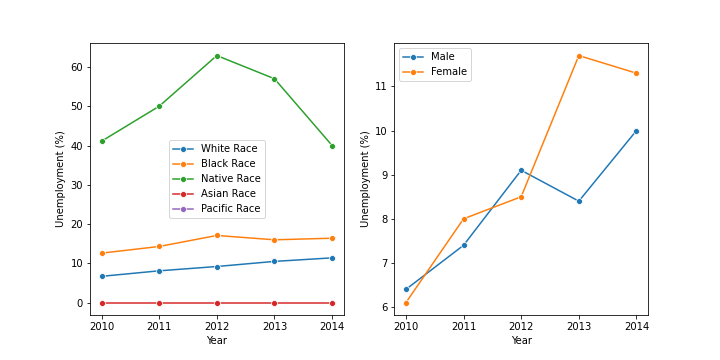 60
50
40
30
20
10
0
Unemployment (%)
White Race
Black Race
Native Race
Asian Race
Pacific Race
2010 2011 2012 2013 2014
Year
11
10
9
8
7
6
Unemployment (%)
Male
Female
2010 2011 2012 2013 2014
Year